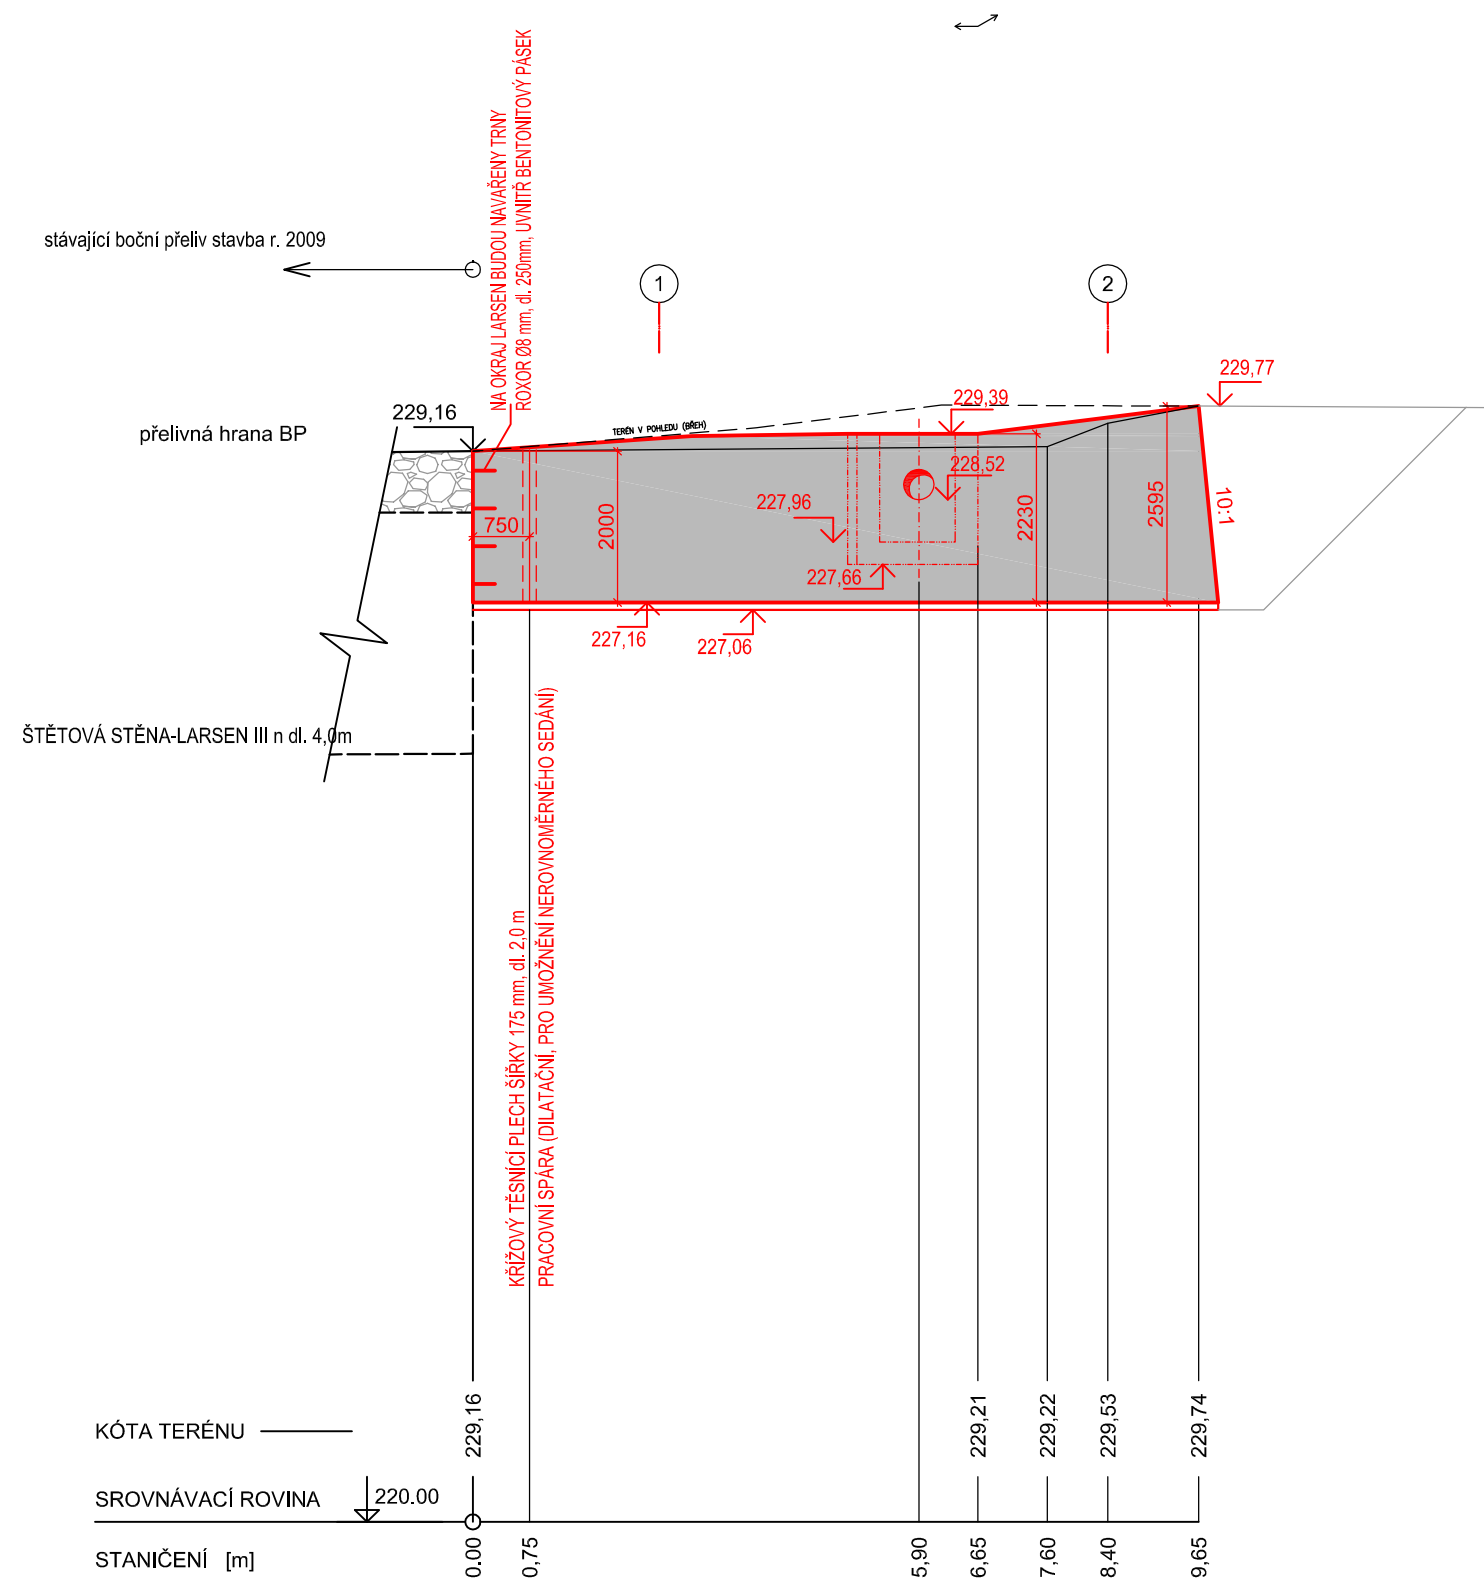 NA OKRAJ LARSEN BUDOU NAVAŘENY TRNY
ROXOR Ø8 mm, dl. 250mm, UVNITŘ BENTONITOVÝ PÁSEK
stávající boční přeliv stavba r. 2009
1
2
229,77
229,16
229,39
přelivná hrana BP
TERÉN V POHLEDU (BŘEH)
228,52
227,96
750
2000
2230
2595
10:1
227,66
227,16
227,06
ŠTĚTOVÁ STĚNA-LARSEN III n dl. 4,0m
KŘÍŽOVÝ TĚSNÍCÍ PLECH ŠÍŘKY 175 mm, dl. 2,0 m
PRACOVNÍ SPÁRA (DILATAČNÍ, PRO UMOŽNĚNÍ NEROVNOMĚRNÉHO SEDÁNÍ)
KÓTA TERÉNU
229,16
229,21
229,22
229,53
229,74
SROVNÁVACÍ ROVINA
220.00
STANIČENÍ [m]
0.00
0,75
5,90
6,65
7,60
8,40
9,65